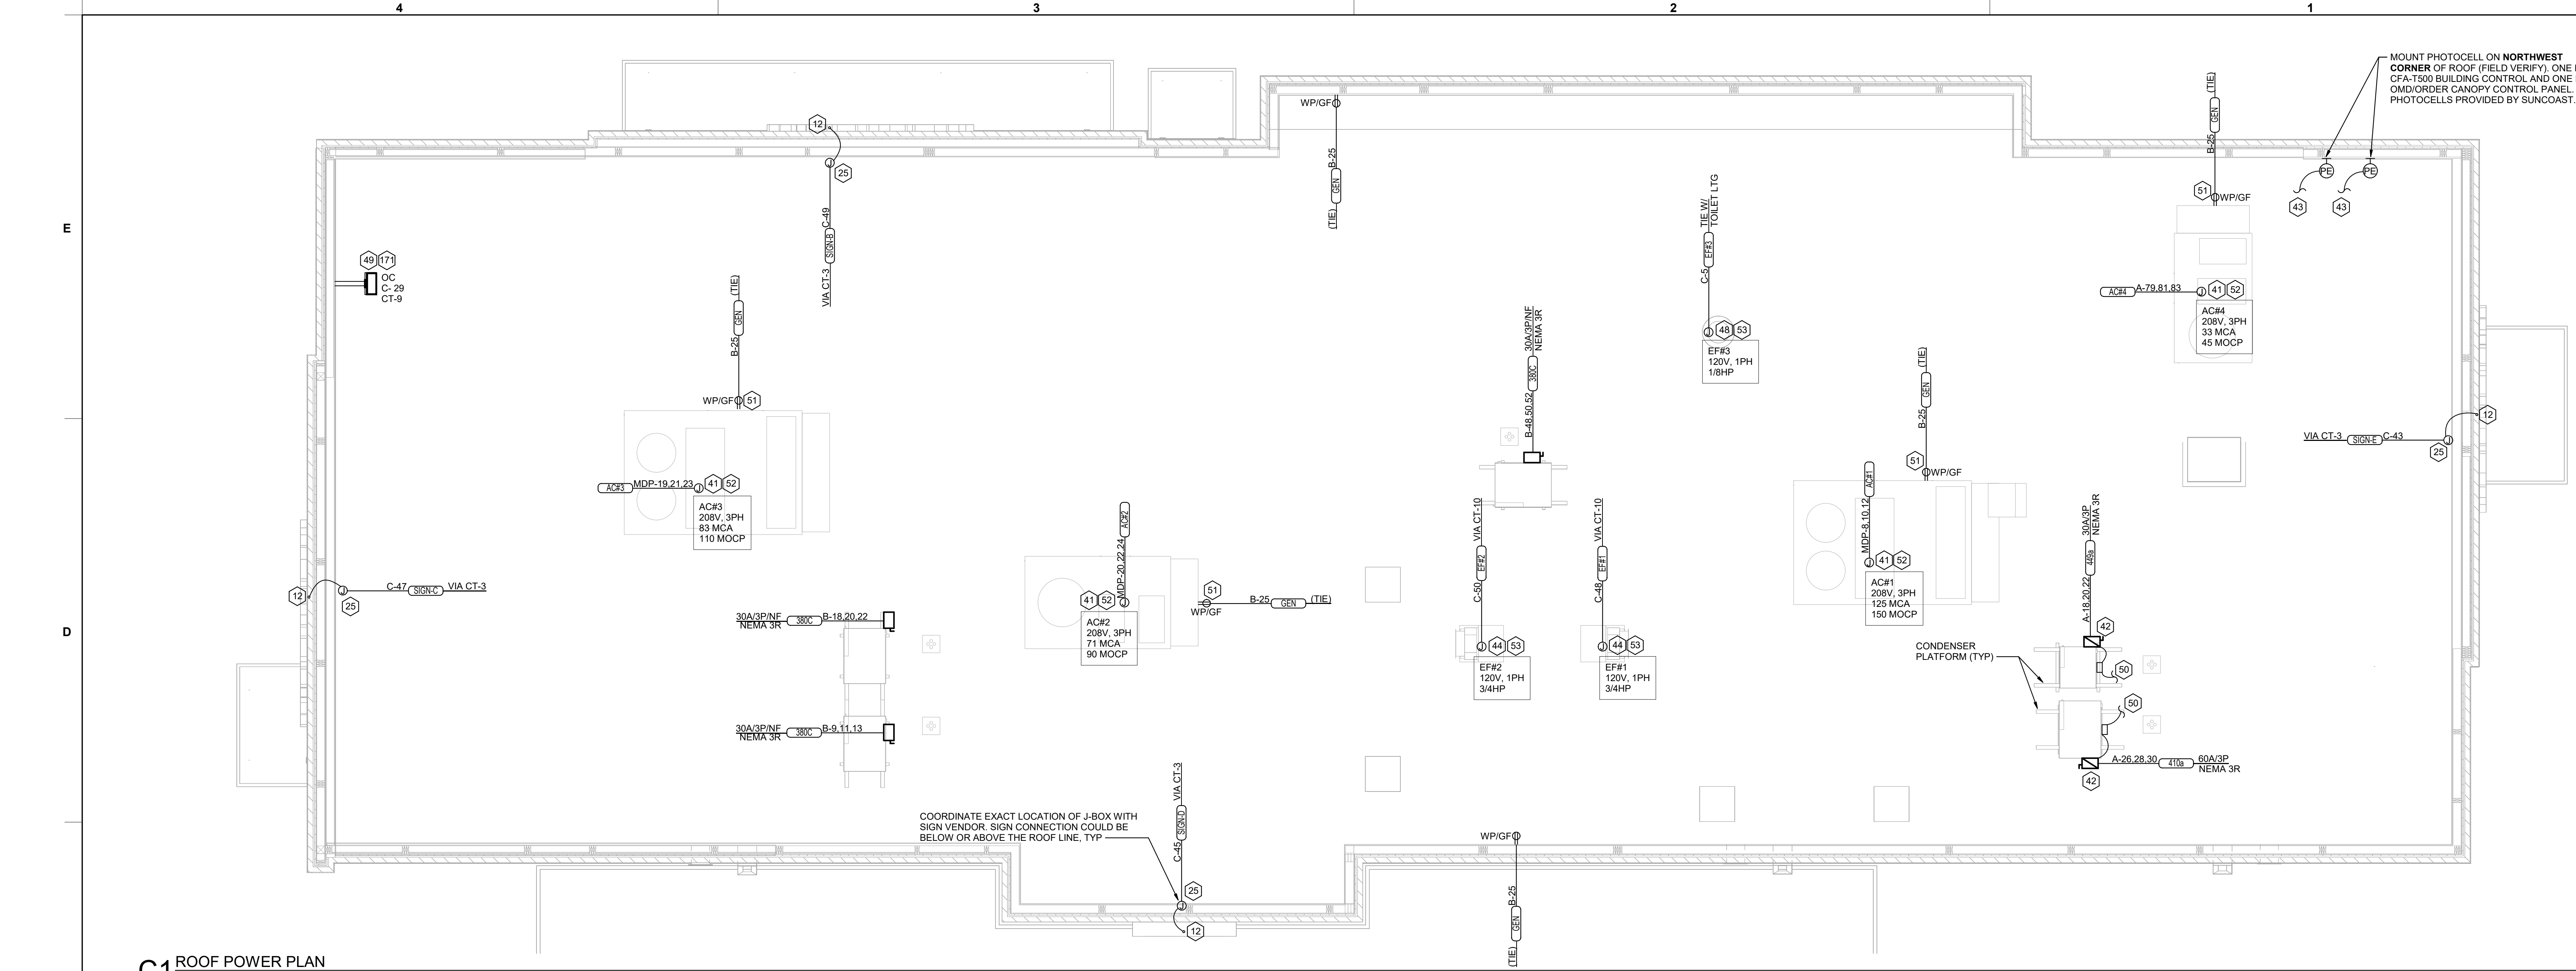 4
3
2
1
E
D
MOUNT PHOTOCELL ON NORTHWEST
CORNER OF ROOF (FIELD VERIFY). ONE
CFA-T500 BUILDING CONTROL AND ONE
OMD/ORDER CANOPY CONTROL PANEL.
PHOTOCELLS PROVIDED BY SUNCOAST.
PE
PE
43
43
12
25
C-49
SIGN-B
VIA CT-3
WP/GF
B-25
GEN
(TIE)
(TIE)
GEN
B-25
51
WP/GF
49
171
OC
C- 29
CT-9
(TIE)
GEN
B-25
WP/GF
51
TIE W/
TOILET LTG
EF#3
C-5
48
53
EF#3
120V, 1PH
1/8HP
AC#4
A-79,81,83
41
52
AC#4
208V, 3PH
33 MCA
45 MOCP
30A/3P/NF
NEMA 3R
380C
B-48,50,52
(TIE)
GEN
B-25
51
WP/GF
12
VIA CT-3
SIGN-E
C-43
25
AC#3
MDP-19,21,23
41
52
AC#3
208V, 3PH
83 MCA
110 MOCP
AC#2
MDP-20,22,24
41
52
AC#2
208V, 3PH
71 MCA
90 MOCP
51
WP/GF
B-25
GEN
(TIE)
VIA CT-10
EF#2
C-50
44
53
EF#2
120V, 1PH
3/4HP
VIA CT-10
EF#1
C-48
44
53
EF#1
120V, 1PH
3/4HP
AC#1
MDP-8,10,12
41
52
AC#1
208V, 3PH
125 MCA
150 MOCP
30A/3P
NEMA 3R
449a
A-18,20,22
42
50
CONDENSER
PLATFORM (TYP)
50
A-26,28,30
410a
60A/3P
NEMA 3R
42
12
25
C-47
SIGN-C
VIA CT-3
30A/3P/NF
NEMA 3R
380C
B-18,20,22
30A/3P/NF
NEMA 3R
380C
B-9,11,13
COORDINATE EXACT LOCATION OF J-BOX WITH
SIGN VENDOR. SIGN CONNECTION COULD BE
BELOW OR ABOVE THE ROOF LINE, TYP
VIA CT-3
SIGN-D
C-45
25
12
WP/GF
B-25
GEN
(TIE)
C1
ROOF POWER PLAN